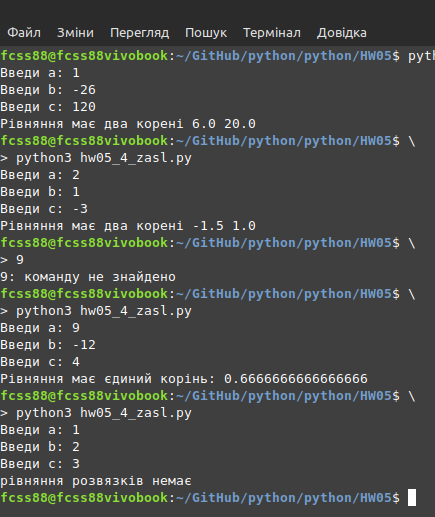 Файл Зміни Перегляд Пошук Термінал Довідка
fcss88@fcss88vivobook:~/GitHub/python/python/HW05$ pyth
Введи a: 1
Введи b: -26
Введи c: 120
Рівняння має два корені 6.0 20.0
fcss88@fcss88vivobook:~/GitHub/python/python/HW05$ \
> python3 hw05_4_zasl.py
Введи a: 2
Введи b: 1
Введи c: -3
Рівняння має два корені -1.5 1.0
fcss88@fcss88vivobook:~/GitHub/python/python/HW05$ \
> 9
9: команду не знайдено
fcss88@fcss88vivobook:~/GitHub/python/python/HW05$ \
> python3 hw05_4_zasl.py
Введи a: 9
Введи b: -12
Введи c: 4
Рівняння має єдиний корінь: 0.6666666666666666
fcss88@fcss88vivobook:~/GitHub/python/python/HW05$ \
> python3 hw05_4_zasl.py
Введи a: 1
Введи b: 2
Введи c: 3
рівняння розвязків немає
fcss88@fcss88vivobook:~/GitHub/python/python/HW05$